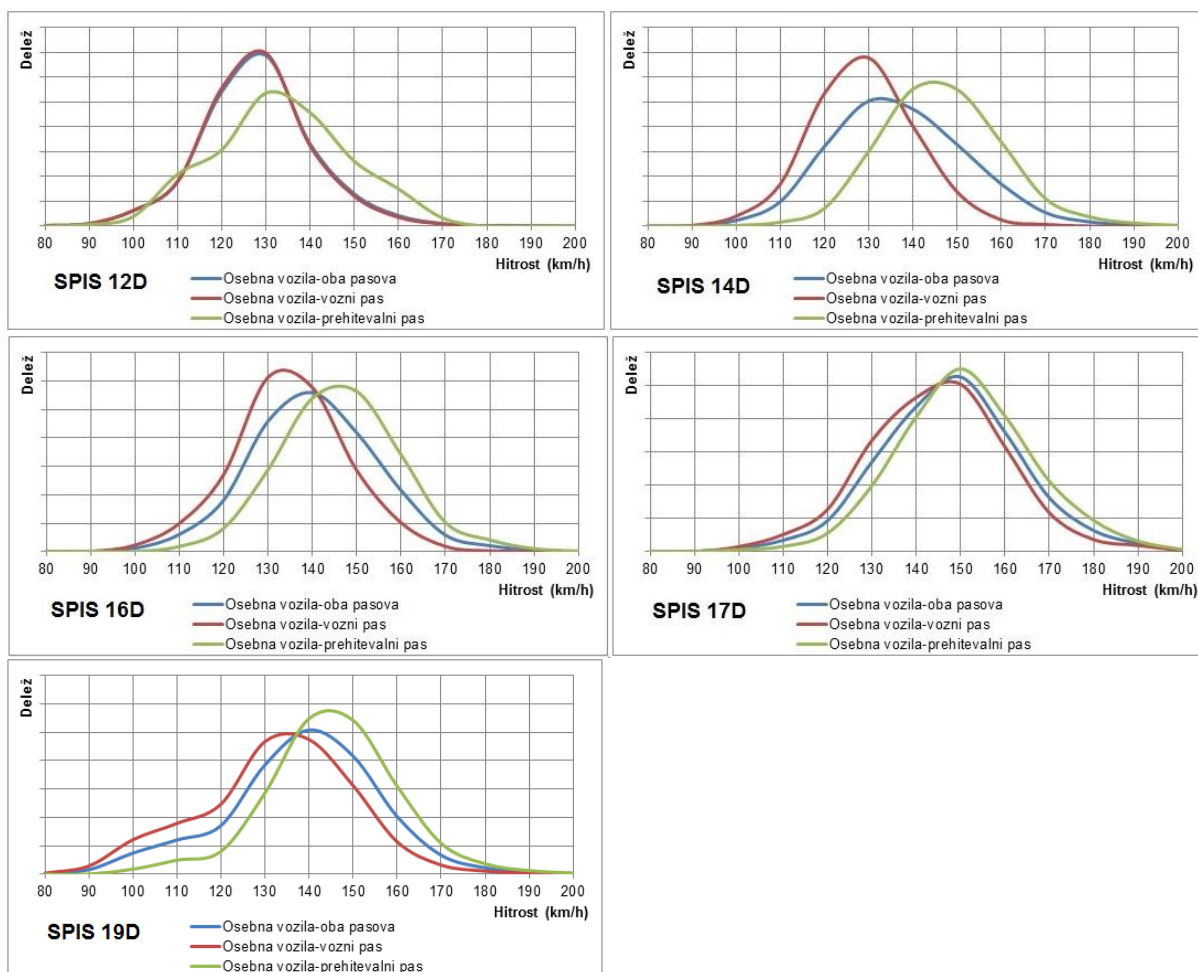 Delež
80 90 100 110 120 130 140 150 160 170 180 190 200
Hitrost (km/h)
SPIS 12D
Osebna vozila-oba pasova
Osebna vozila-vozni pas
Osebna vozila-prehitevalni pas
Delež
80 90 100 110 120 130 140 150 160 170 180 190 200
Hitrost (km/h)
SPIS 14D
Osebna vozila-oba pasova
Osebna vozila-vozni pas
Osebna vozila-prehitevalni pas
Delež
80 90 100 110 120 130 140 150 160 170 180 190 200
Hitrost (km/h)
SPIS 16D
Osebna vozila-oba pasova
Osebna vozila-vozni pas
Osebna vozila-prehitevalni pas
Delež
80 90 100 110 120 130 140 150 160 170 180 190 200
Hitrost (km/h)
SPIS 17D
Osebna vozila-oba pasova
Osebna vozila-vozni pas
Osebna vozila-prehitevalni pas
Delež
80 90 100 110 120 130 140 150 160 170 180 190 200
Hitrost (km/h)
SPIS 19D
Osebna vozila-oba pasova
Osebna vozila-vozni pas
Osebna vozila-prehitevalni pas